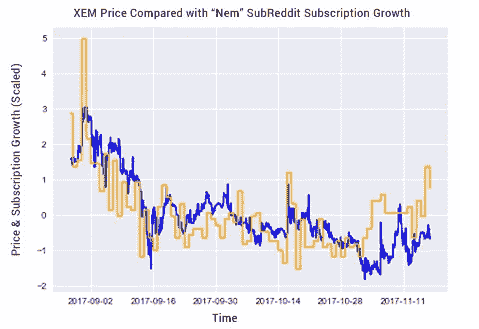 XEM Price Compared with “Nem” SubReddit Subscription Growth
Price & Subscription Growth (Scaled)
5
4
3
2
1
0
−1
−2
2017-09-02 2017-09-16 2017-09-30 2017-10-14 2017-10-28 2017-11-11
Time